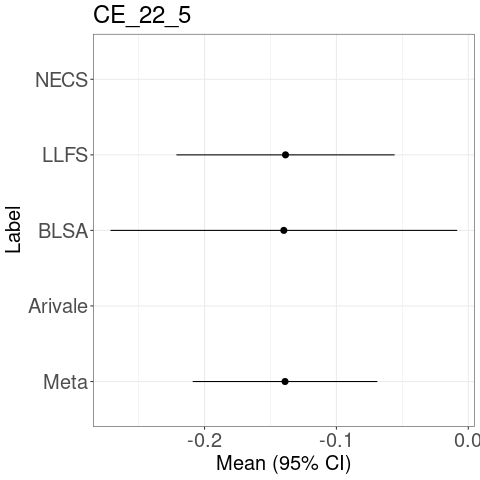 CE_22_5
Label
NECS
LLFS
BLSA
Arivale
Meta
-0.2 -0.1 0.0
Mean (95% CI)